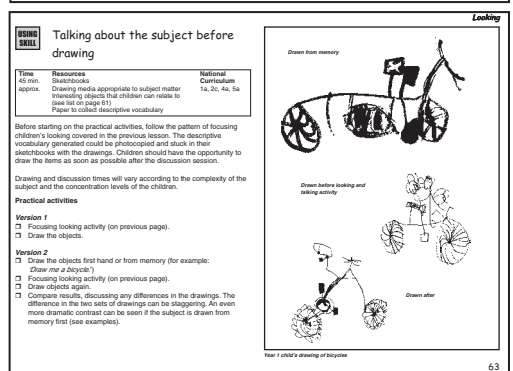 Looking
USING
SKILL
Talking about the subject before
drawing
Time
45 min.
approx.
Resources
Sketchbooks
Drawing media appropriate to subject matter
Interesting objects that children can relate to
(see list on page 61)
Paper to collect descriptive vocabulary
National
Curriculum
1a, 2c, 4a, 5a
Before starting on the practical activities, follow the pattern of focusing
children's looking covered in the previous lesson. The descriptive
vocabulary generated could be photocopied and stuck in their
sketchbooks with the drawings. Children should have the opportunity to
draw the items as soon as possible after the discussion session.
Drawing and discussion times will vary according to the complexity of the
subject and the concentration levels of the children.
Practical activities
Version 1
❒ Focusing looking activity (on previous page).
❒ Draw the objects.
Version 2
❒ Draw the objects first hand or from memory (for example:
'Draw me a bicycle.')
❒ Focusing looking activity (on previous page).
❒ Draw objects again.
❒ Compare results, discussing any differences in the drawings. The
difference in the two sets of drawings can be staggering. An even
more dramatic contrast can be seen if the subject is drawn from
memory first (see examples).
Drawn from memory
Drawn before looking and
talking activity
Drawn after
Year 1 child's drawing of bicycles
63